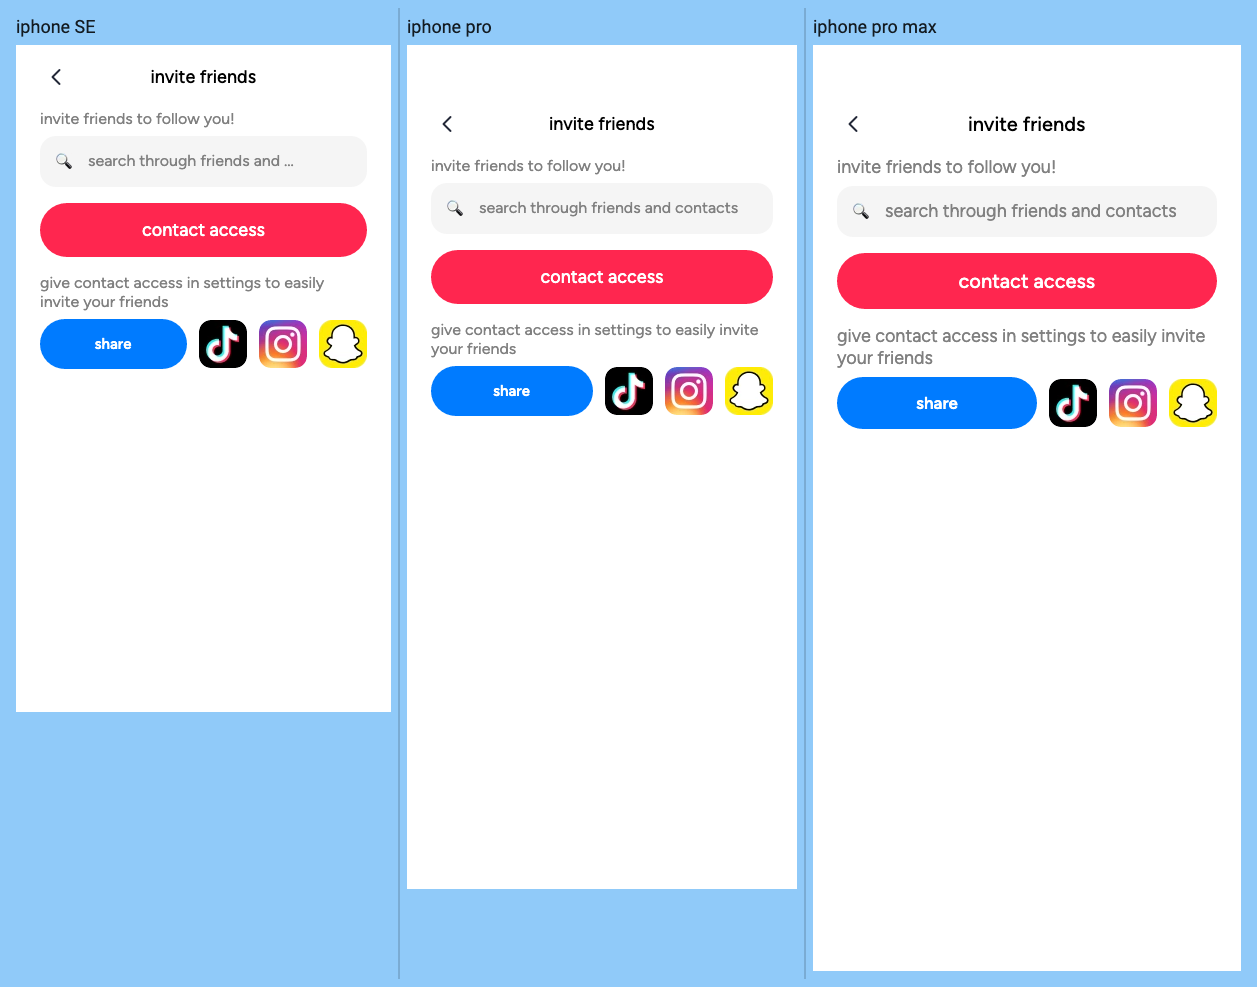 iphone SE
invite friends
invite friends to follow you!
search through friends and ...
contact access
give contact access in settings to easily
invite your friends
share
iphone pro
invite friends
invite friends to follow you!
search through friends and contacts
contact access
give contact access in settings to easily invite
your friends
share
iphone pro max
invite friends
invite friends to follow you!
search through friends and contacts
contact access
give contact access in settings to easily invite
your friends
share